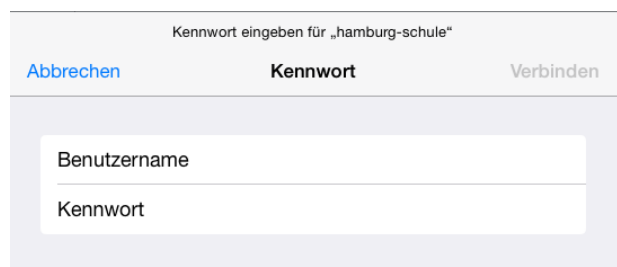 Kennwort eingeben für „hamburg-schule“
Abbrechen Kennwort Verbinden
Benutzername
Kennwort